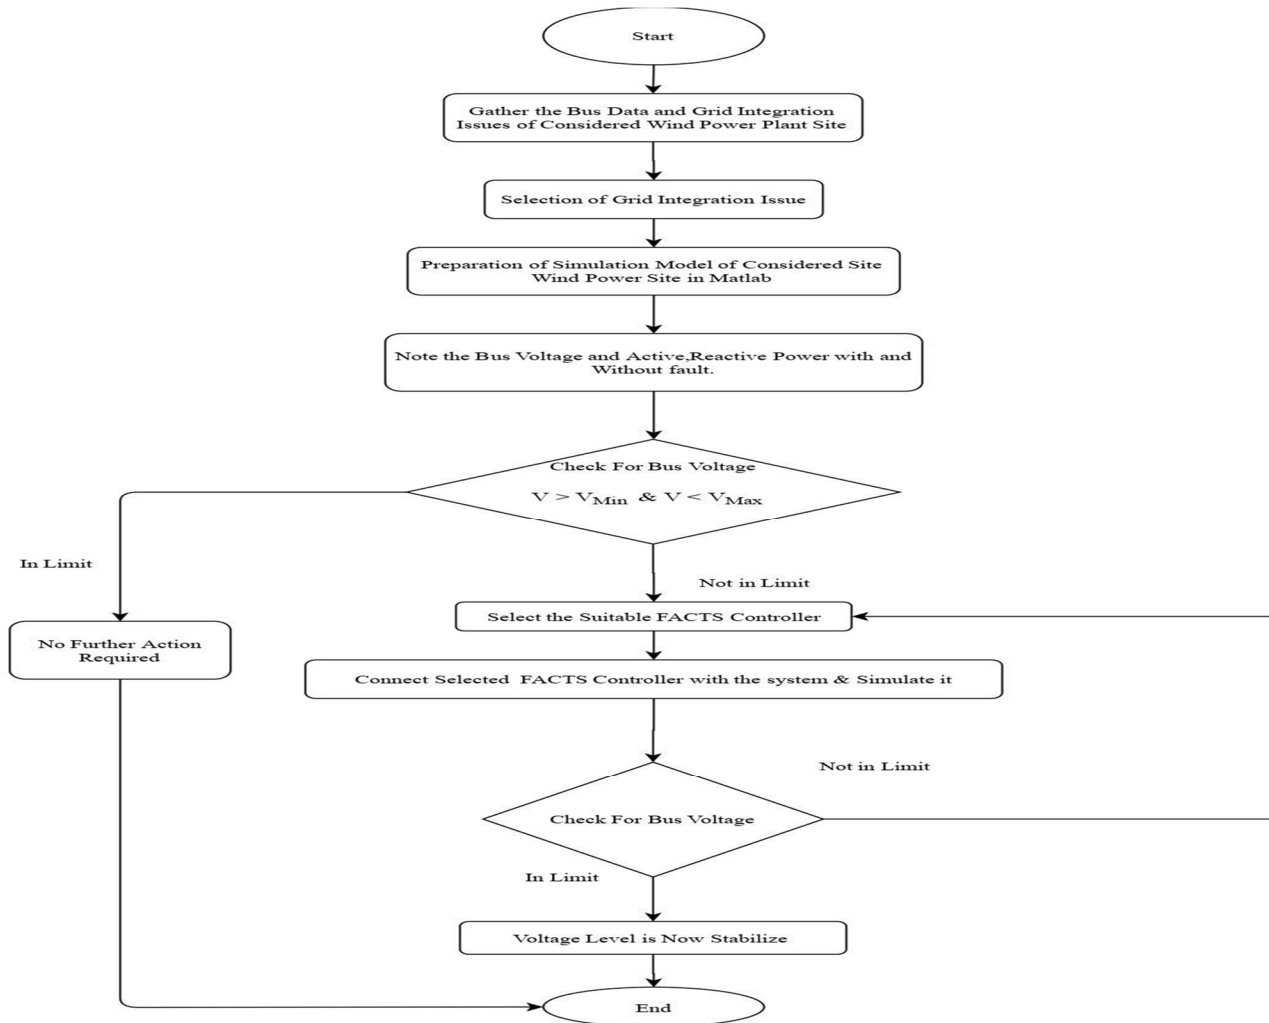 Start
Gather the Bus Data and Grid Integration
Issues of Considered Wind Power Plant Site
Selection of Grid Integration Issue
Preparation of Simulation Model of Considered Site
Wind Power Site in Matlab
Note the Bus Voltage and Active,Reactive Power with and
Without fault.
Check For Bus Voltage
V > VMin & V < VMax
In Limit
Not in Limit
Select the Suitable FACTS Controller
No Further Action
Required
Connect Selected FACTS Controller with the system & Simulate it
Not in Limit
Check For Bus Voltage
In Limit
Voltage Level is Now Stabilize
End